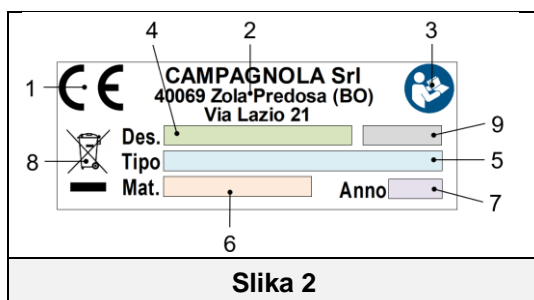 4 2 3
1 CE CAMPAGNOLA Srl
40069 Zola Predosa (BO)
Via Lazio 21
Des. 9
8 Tipo 5
Mat. Anno 7
6
Slika 2